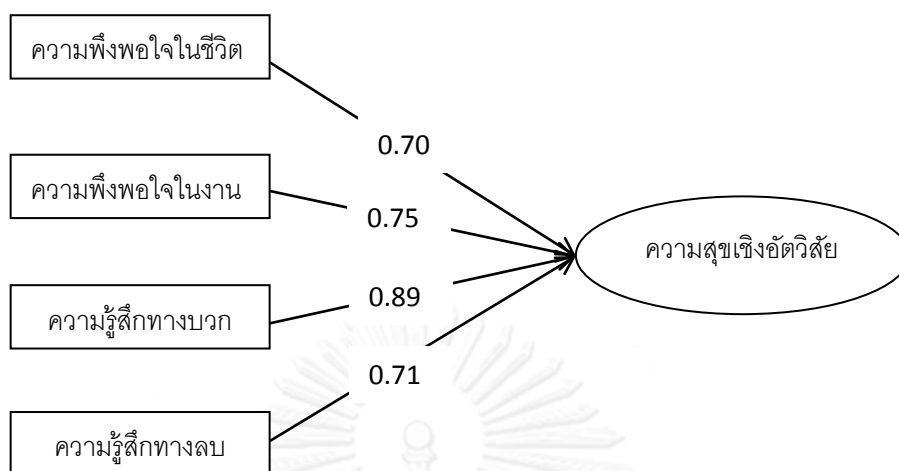 ความพึงพอใจในชีวิต
0.70
ความพึงพอใจในงาน
0.75
ความสุขเชิงอัตวิสัย
0.89
ความรู้สึกทางบวก
0.71
ความรู้สึกทางลบ